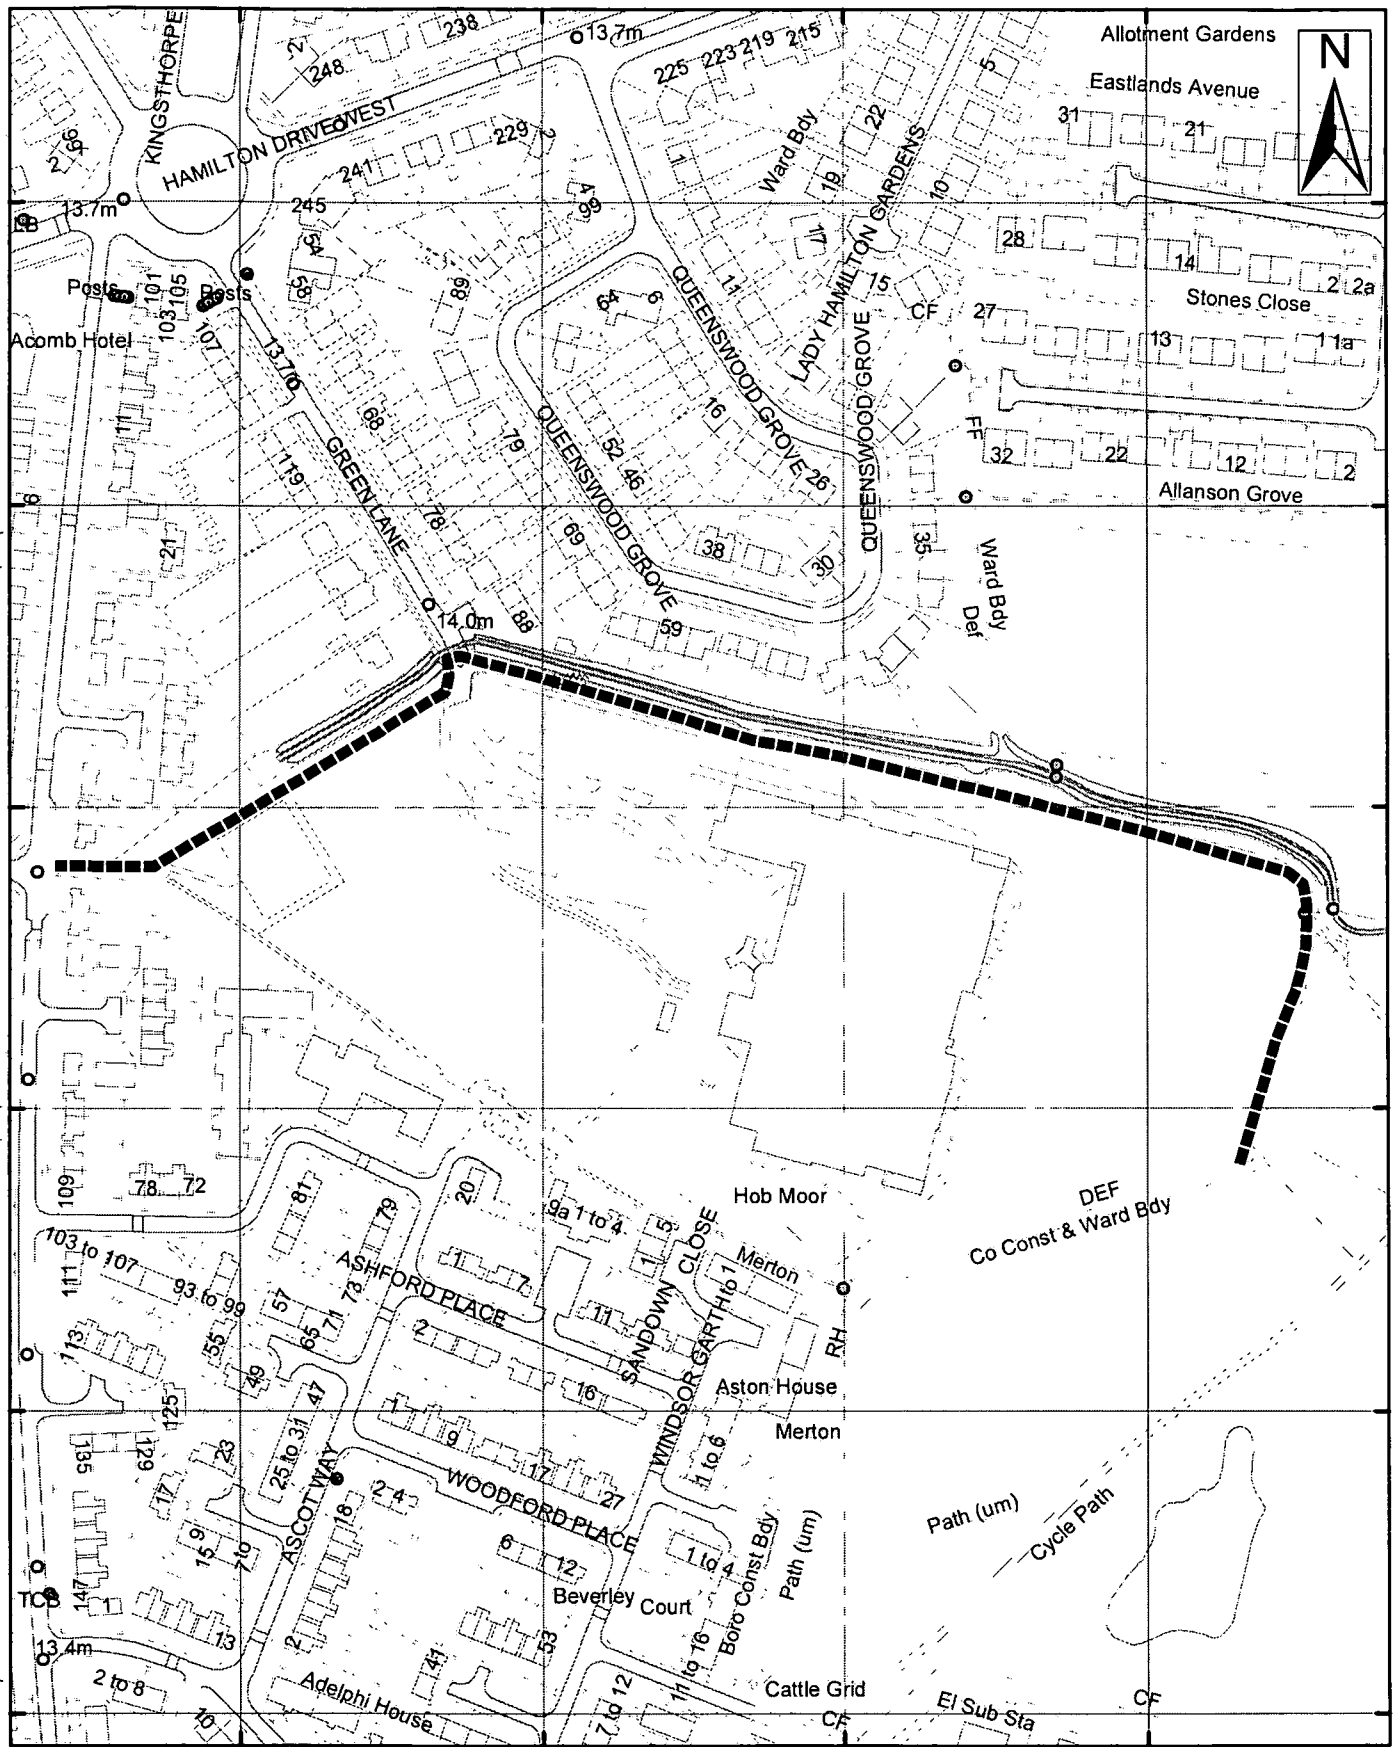 238
13.7m
215
219
223
225
Allotment Gardens
N
2
248
KINGSTHORPE
Eastlands Avenue
5
31
21
22
HAMILTON DRIVE WEST
229
2
96
2
241
1
Ward Bdy
19
10
LADY HAMILTON GARDENS
13.7m
245
99
LB
54
17
28
14
2 2a
Posts
101
103 105
Posts
58
89
64
6
11
15
CF
27
Stones Close
Acomb Hotel
107
13.7m
QUEENSWOOD GROVE
QUEENSWOOD GROVE
13
1 1a
11
68
16
79
QUEENSWOOD GROVE
52 46
26
FF
32
22
12
2
119
GREEN LANE
Allanson Grove
6
21
78
69
38
30
35
Ward Bdy
Def
14.0m
88
59
109
78
72
81
79
20
9a 1 to 4
5
1
SANDOWN CLOSE
Hob Moor
DEF
Co Const & Ward Bdy
103 to 107
111
93 to 99
57
73
ASHFORD PLACE
1
7
1 to 1
Merton
113
55
65
71
2
11
WINDSOR GARTH
RH
49
47
16
Aston House
125
1
Merton
135
129
23
25 to 31
9
17
27
1 to 6
17
ASCOT WAY
18
2 4
WOODFORD PLACE
Path (um)
Cycle Path
15 9
7 to
6
12
1 to 4
Boro Const Bdy
Path (um)
TCB
147
1
Beverley Court
13.4m
13
2
41
53
11 to 16
2 to 8
10
Adelphi House
7 to 12
Cattle Grid
CF
El Sub Sta
CF